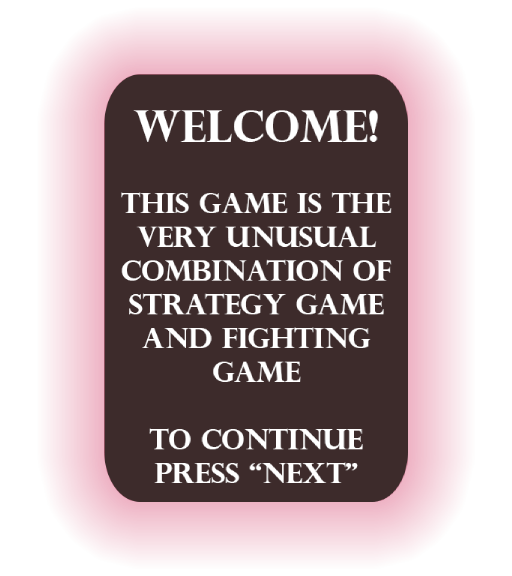 WELCOME!
THIS GAME IS THE
VERY UNUSUAL
COMBINATION OF
STRATEGY GAME
AND FIGHTING
GAME
TO CONTINUE
PRESS “NEXT”